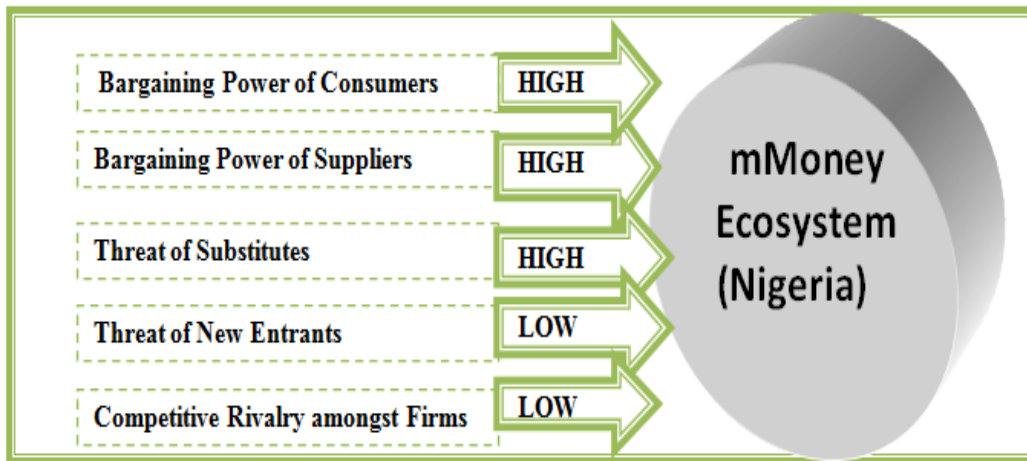 Bargaining Power of Consumers
HIGH
Bargaining Power of Suppliers
HIGH
Threat of Substitutes
HIGH
Threat of New Entrants
LOW
Competitive Rivalry amongst Firms
LOW
mMoney
Ecosystem
(Nigeria)